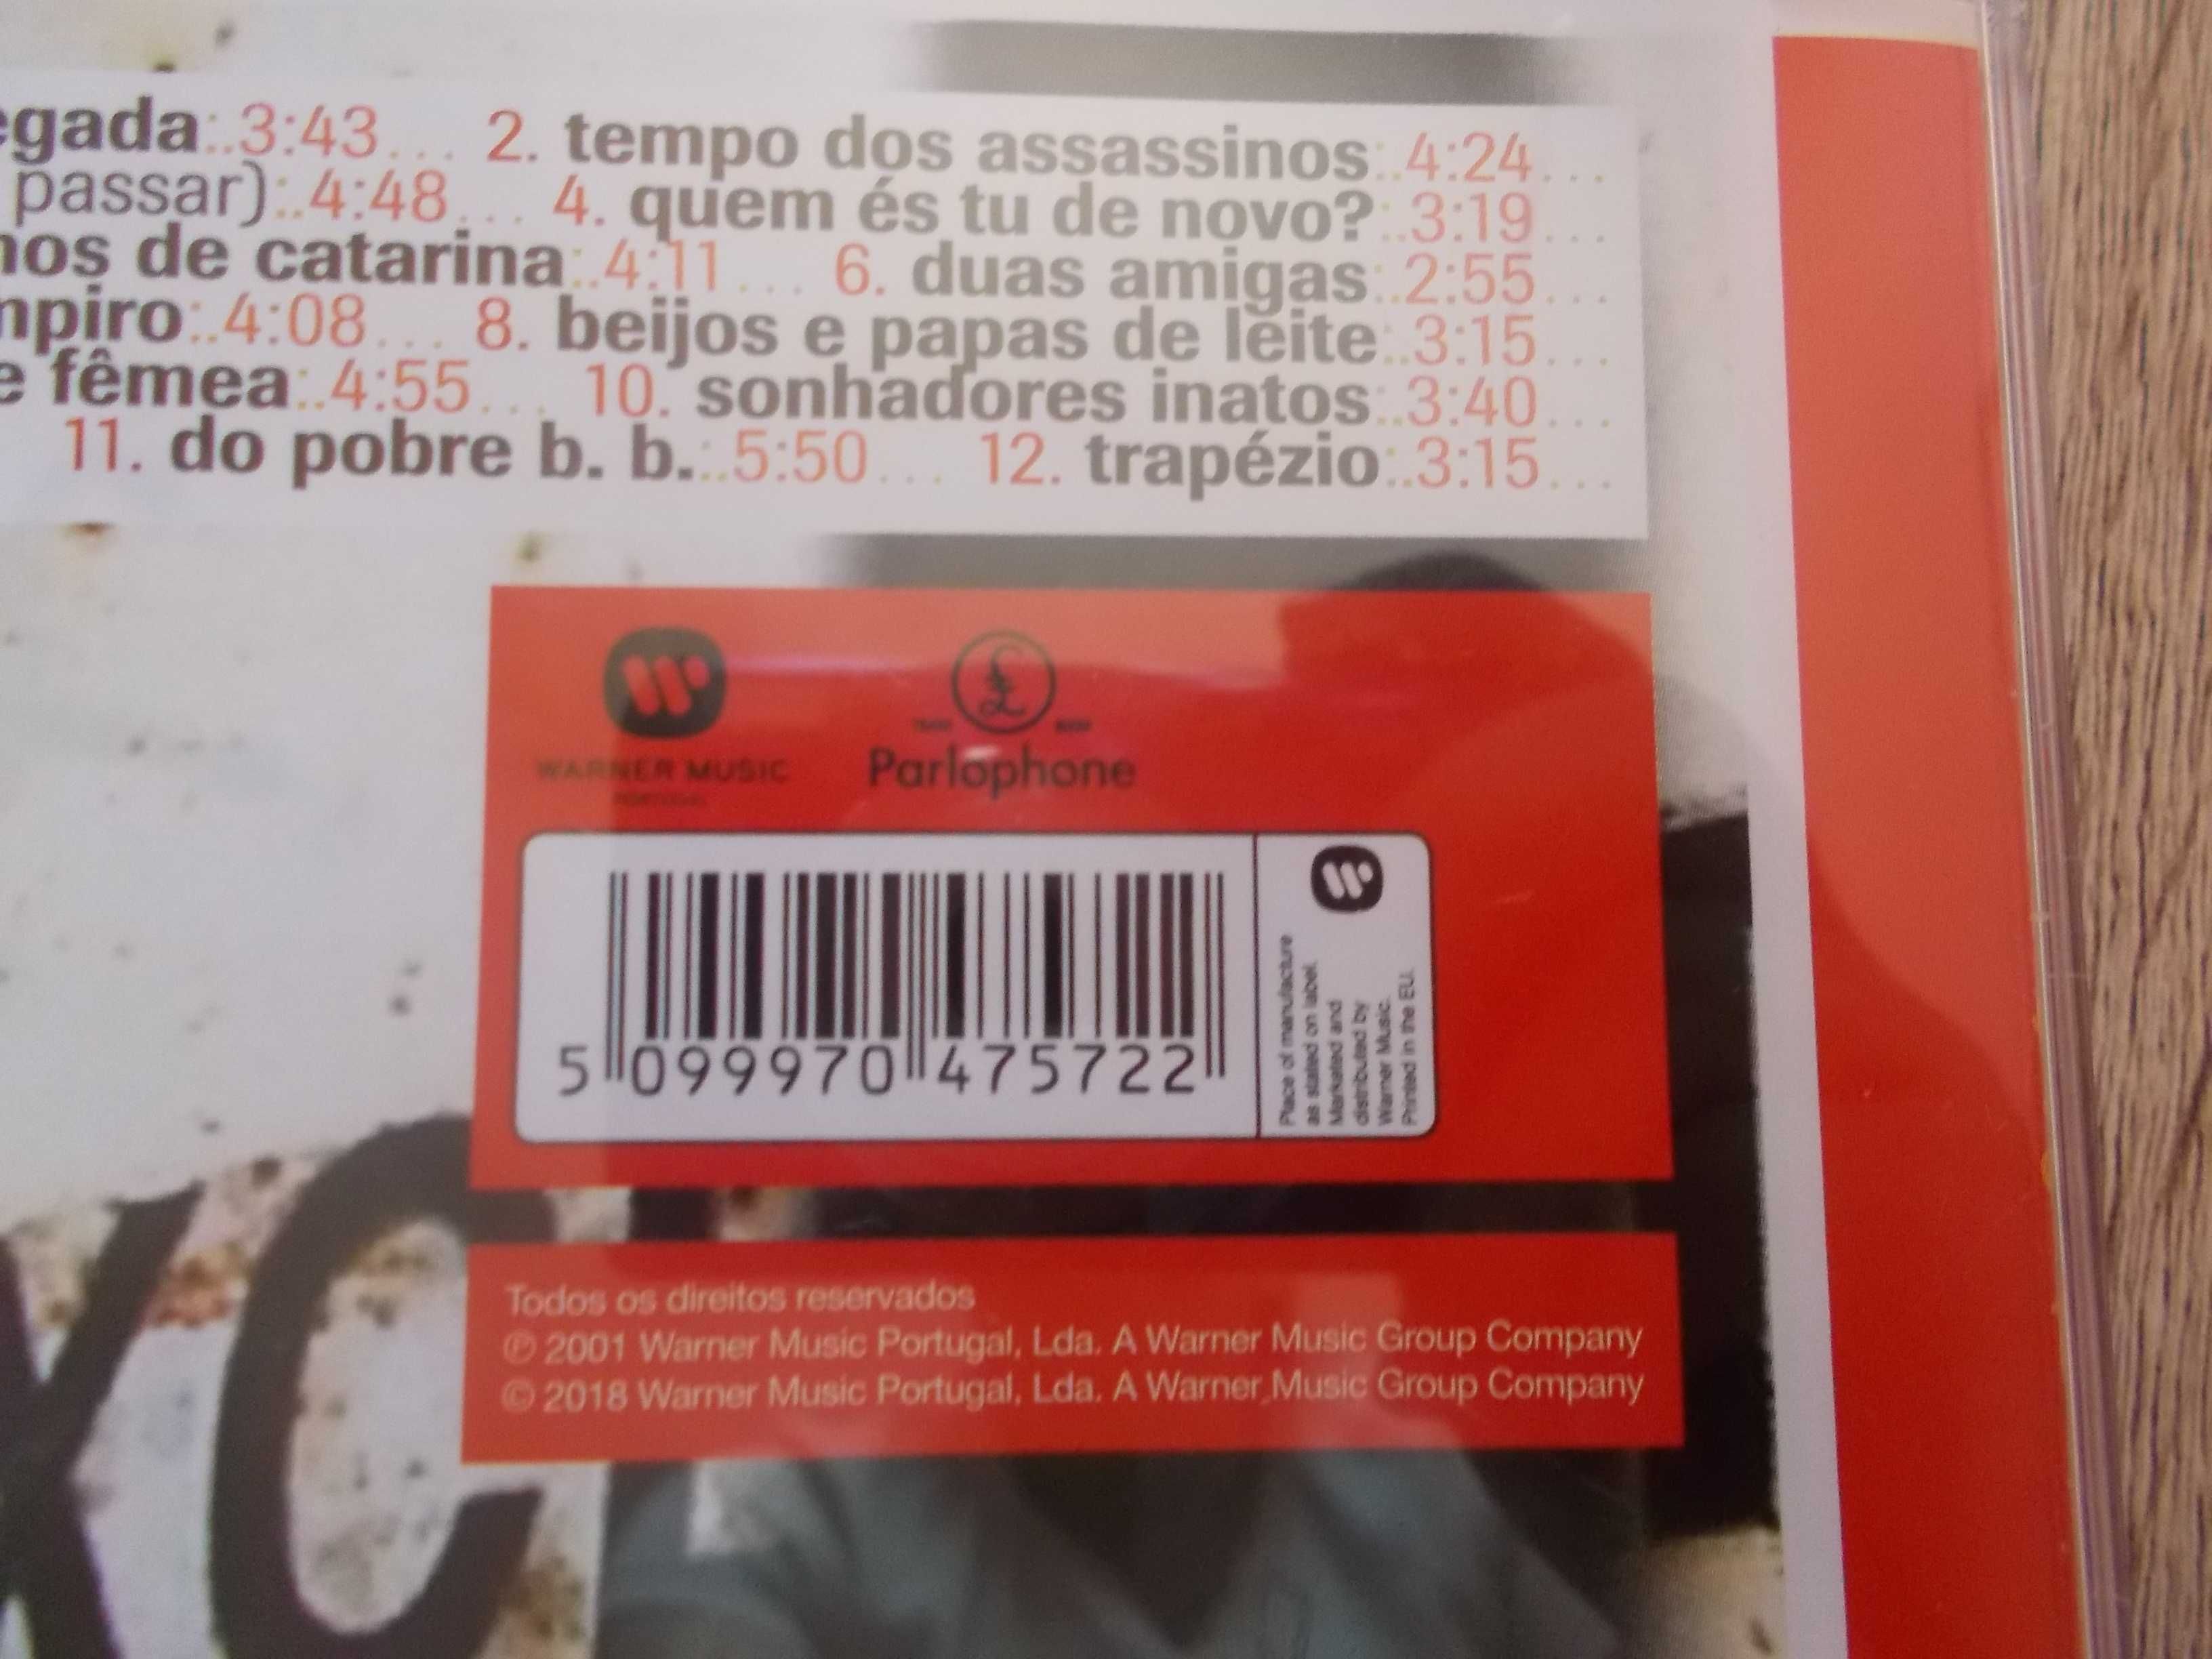 egada:..3:43... 2. tempo dos assassinos:..4:24...
passar):..4:48... 4. quem és tu de novo?:..3:19...
nos de catarina:..4:11... 6. duas amigas:..2:55...
mpiro:..4:08... 8. beijos e papas de leite:..3:15...
e fêmea:..4:55... 10. sonhadores inatos:..3:40...
11. do pobre b. b.:..5:50... 12. trapézio:..3:15...
WARNER MUSIC
PORTUGAL
TRADE MARK
Parlophone
5 099970 475722
Place of manufacture
as stated on label.
Marketed and
distributed by
Warner Music.
Printed in the EU.
Todos os direitos reservados
℗ 2001 Warner Music Portugal, Lda. A Warner Music Group Company
© 2018 Warner Music Portugal, Lda. A Warner Music Group Company